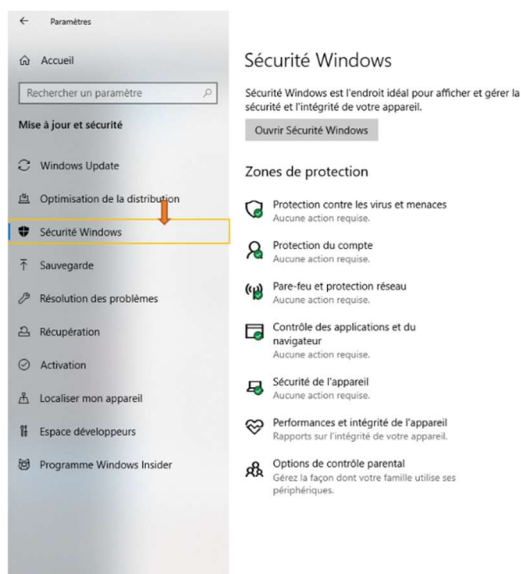 Paramètres
Accueil
Rechercher un paramètre
Mise à jour et sécurité
Windows Update
Optimisation de la distribution
Sécurité Windows
Sauvegarde
Résolution des problèmes
Récupération
Activation
Localiser mon appareil
Espace développeurs
Programme Windows Insider
Sécurité Windows
Sécurité Windows est l'endroit idéal pour afficher et gérer la
sécurité et l'intégrité de votre appareil.
Ouvrir Sécurité Windows
Zones de protection
Protection contre les virus et menaces
Aucune action requise.
Protection du compte
Aucune action requise.
Pare-feu et protection réseau
Aucune action requise.
Contrôle des applications et du
navigateur
Aucune action requise.
Sécurité de l'appareil
Aucune action requise.
Performances et intégrité de l'appareil
Rapports sur l'intégrité de votre appareil.
Options de contrôle parental
Gérez la façon dont votre famille utilise ses
périphériques.